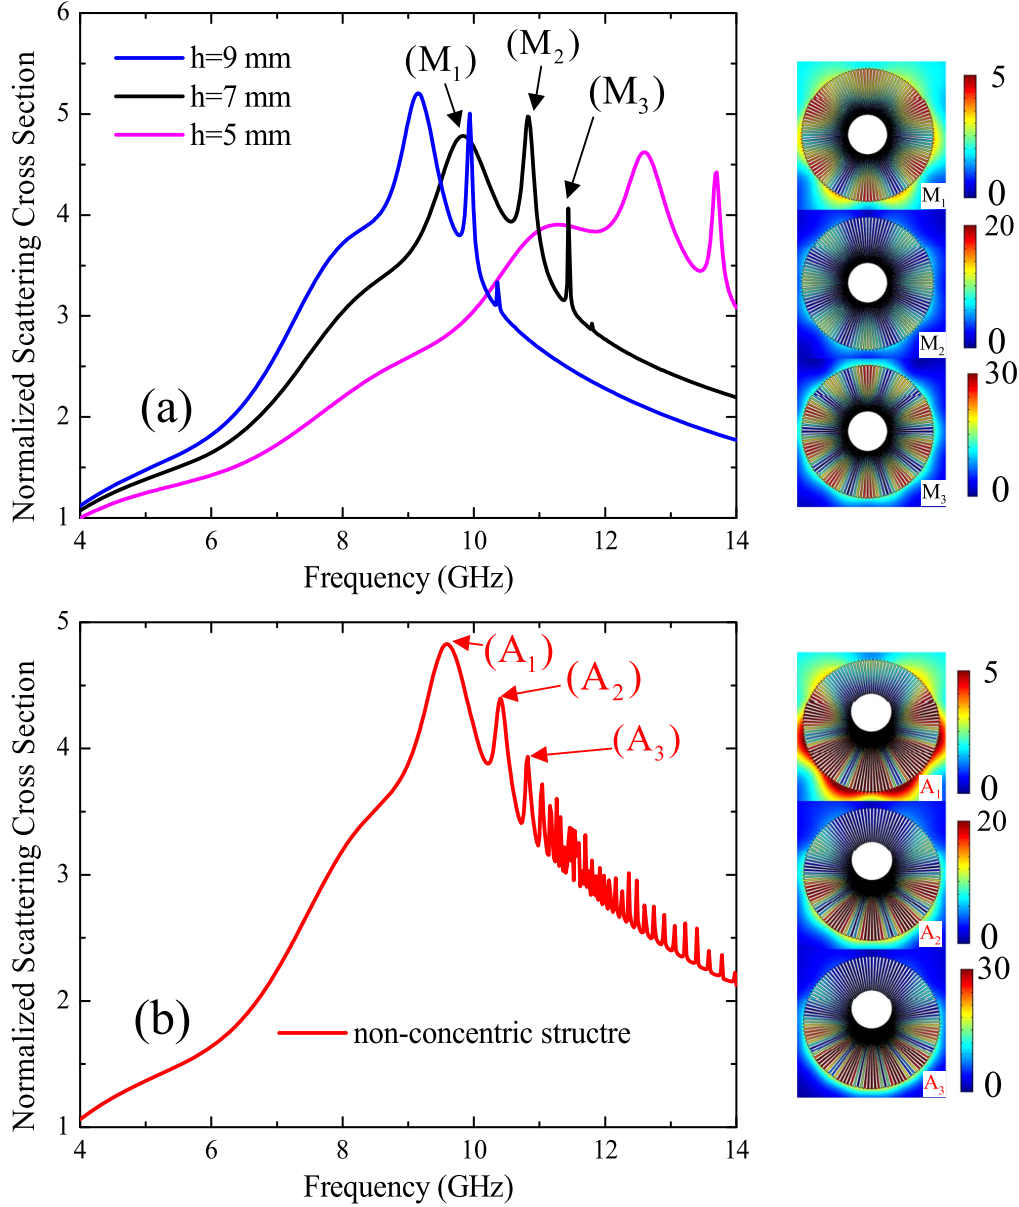 6
5
4
3
2
1
Normalized Scattering Cross Section
h=9 mm
h=7 mm
h=5 mm
(M1)
(M2)
(M3)
(a)
4 6 8 10 12 14
Frequency (GHz)
M1
5
0
M2
20
0
M3
30
0
5
4
3
2
1
Normalized Scattering Cross Section
(A1)
(A2)
(A3)
(b)
non-concentric structre
4 6 8 10 12 14
Frequency (GHz)
A1
5
0
A2
20
0
A3
30
0